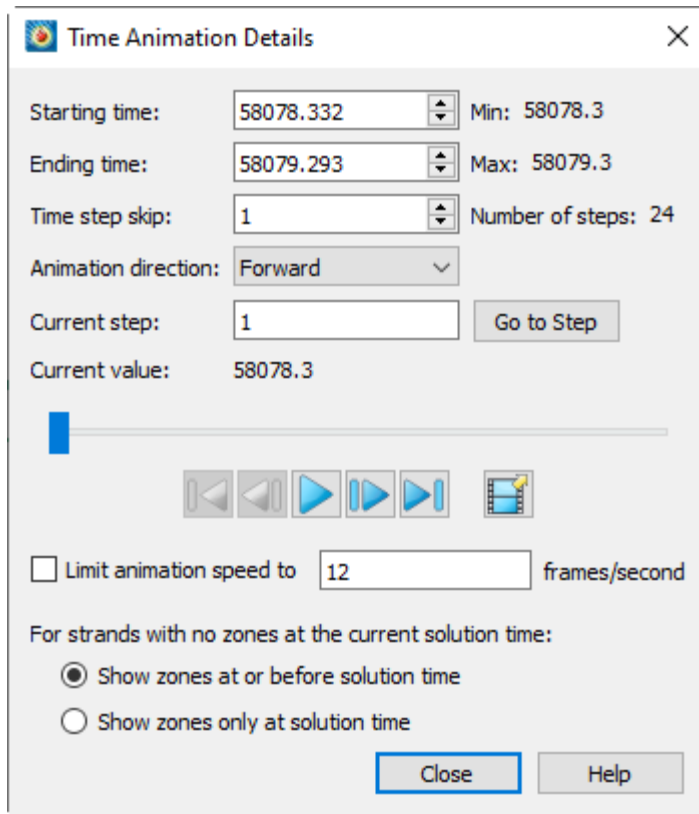 Time Animation Details
Starting time: 58078.332 Min: 58078.3
Ending time: 58079.293 Max: 58079.3
Time step skip: 1 Number of steps: 24
Animation direction: Forward
Current step: 1 Go to Step
Current value: 58078.3
Limit animation speed to 12 frames/second
For strands with no zones at the current solution time:
Show zones at or before solution time
Show zones only at solution time
Close Help